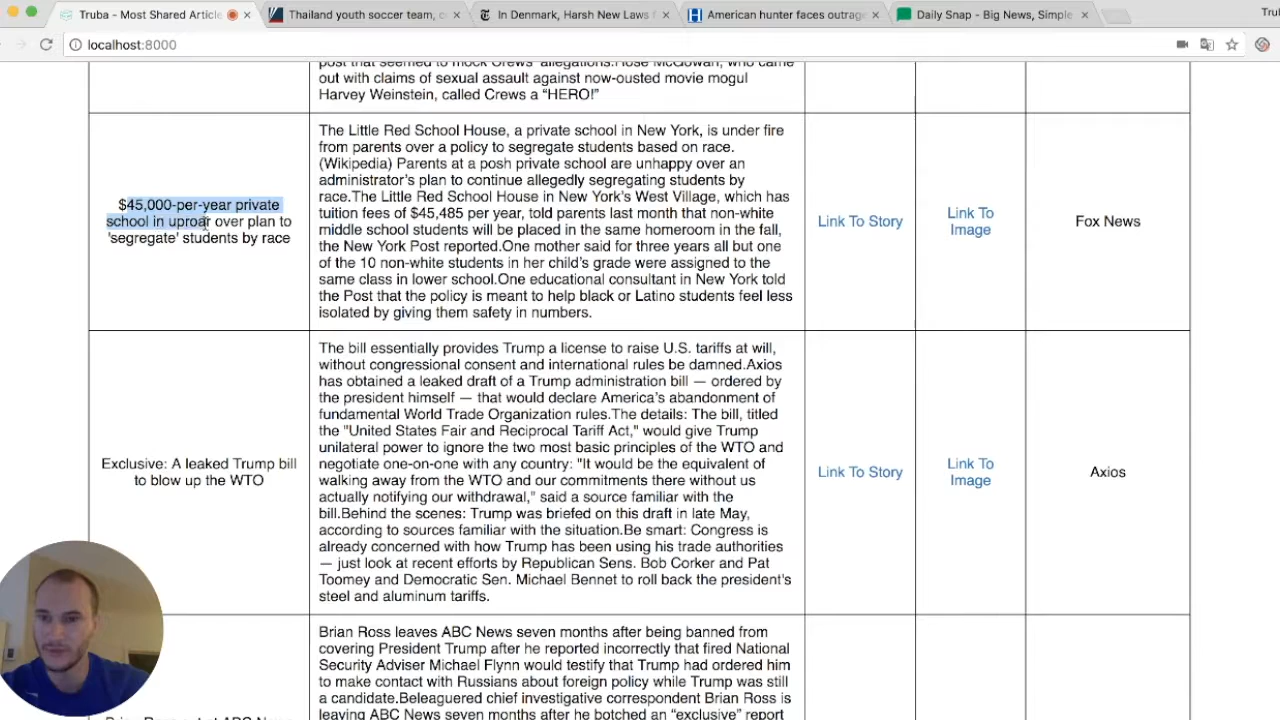 Truba - Most Shared Article
Thailand youth soccer team, c
In Denmark, Harsh New Laws f
American hunter faces outrage
Daily Snap - Big News, Simple
Tru
localhost:8000
post that seemed to mock Crews' allegations.Rose McGowan, who came
out with claims of sexual assault against now-ousted movie mogul
Harvey Weinstein, called Crews a “HERO!”
$45,000-per-year private
school in uproar over plan to
'segregate' students by race
The Little Red School House, a private school in New York, is under fire
from parents over a policy to segregate students based on race.
(Wikipedia) Parents at a posh private school are unhappy over an
administrator's plan to continue allegedly segregating students by
race.The Little Red School House in New York's West Village, which has
tuition fees of $45,485 per year, told parents last month that non-white
middle school students will be placed in the same homeroom in the fall,
the New York Post reported.One mother said for three years all but one
of the 10 non-white students in her child's grade were assigned to the
same class in lower school.One educational consultant in New York told
the Post that the policy is meant to help black or Latino students feel less
isolated by giving them safety in numbers.
Link To Story
Link To
Image
Fox News
Exclusive: A leaked Trump bill
to blow up the WTO
The bill essentially provides Trump a license to raise U.S. tariffs at will,
without congressional consent and international rules be damned.Axios
has obtained a leaked draft of a Trump administration bill — ordered by
the president himself — that would declare America's abandonment of
fundamental World Trade Organization rules.The details: The bill, titled
the "United States Fair and Reciprocal Tariff Act," would give Trump
unilateral power to ignore the two most basic principles of the WTO and
negotiate one-on-one with any country: "It would be the equivalent of
walking away from the WTO and our commitments there without us
actually notifying our withdrawal," said a source familiar with the
bill.Behind the scenes: Trump was briefed on this draft in late May,
according to sources familiar with the situation.Be smart: Congress is
already concerned with how Trump has been using his trade authorities
— just look at recent efforts by Republican Sens. Bob Corker and Pat
Toomey and Democratic Sen. Michael Bennet to roll back the president's
steel and aluminum tariffs.
Link To Story
Link To
Image
Axios
Brian Ross leaves ABC News seven months after being banned from
covering President Trump after he reported incorrectly that fired National
Security Adviser Michael Flynn would testify that Trump had ordered him
to make contact with Russians about foreign policy while Trump was still
a candidate.Beleaguered chief investigative correspondent Brian Ross is
leaving ABC News seven months after he botched an “exclusive” report